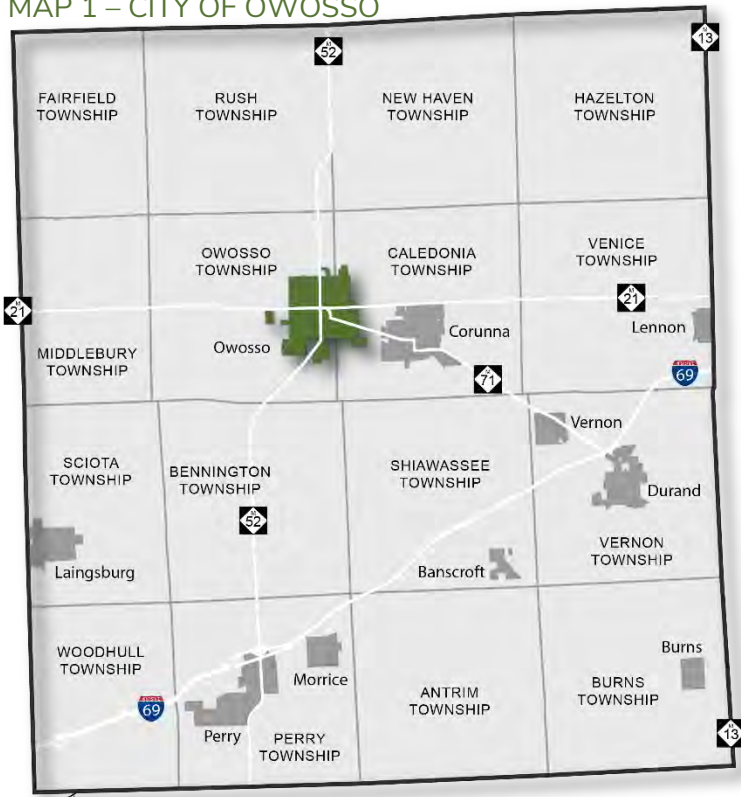 MAP 1 – CITY OF OWOSSO
M
52
M
13
FAIRFIELD
TOWNSHIP
RUSH
TOWNSHIP
NEW HAVEN
TOWNSHIP
HAZELTON
TOWNSHIP
OWOSSO
TOWNSHIP
CALEDONIA
TOWNSHIP
VENICE
TOWNSHIP
M
21
M
21
Corunna
Lennon
Owosso
MIDDLEBURY
TOWNSHIP
M
71
69
Vernon
SCIOTA
TOWNSHIP
BENNINGTON
TOWNSHIP
SHIAWASSEE
TOWNSHIP
Durand
M
52
VERNON
TOWNSHIP
Laingsburg
Banscroft
WOODHULL
TOWNSHIP
Morrice
Burns
ANTRIM
TOWNSHIP
BURNS
TOWNSHIP
69
Perry
PERRY
TOWNSHIP
M
13